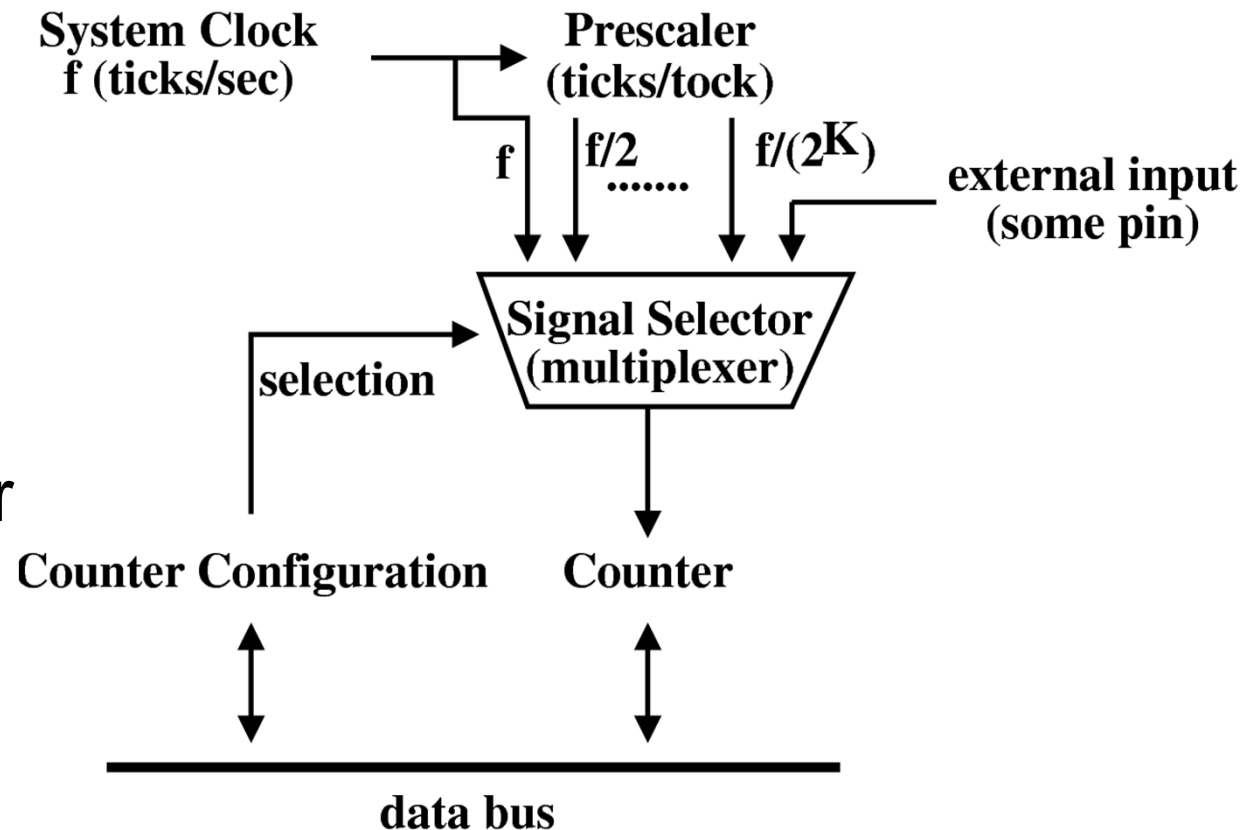 System Clock
f (ticks/sec)
Prescaler
(ticks/tock)
f
f/2
.......
f/(2^K)
external input
(some pin)
Signal Selector
(multiplexer)
selection
r
Counter Configuration
Counter
data bus